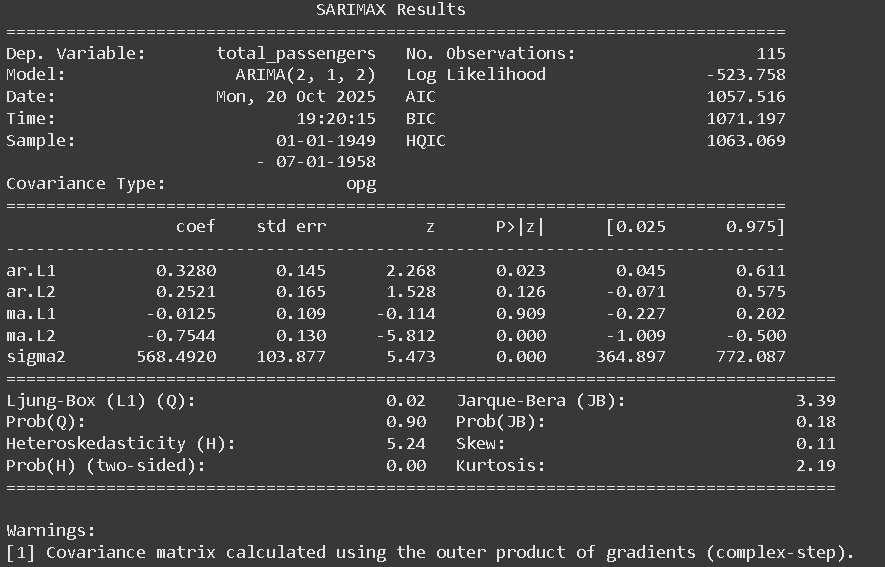 SARIMAX Results
==============================================================================
Dep. Variable:       total_passengers   No. Observations:                  115
Model:                 ARIMA(2, 1, 2)   Log Likelihood                -523.758
Date:                Mon, 20 Oct 2025   AIC                           1057.516
Time:                        19:20:15   BIC                           1071.197
Sample:                    01-01-1949   HQIC                          1063.069
                         - 07-01-1958
Covariance Type:                  opg
==============================================================================
                 coef    std err          z      P>|z|      [0.025      0.975]
------------------------------------------------------------------------------
ar.L1          0.3280      0.145      2.268      0.023       0.045       0.611
ar.L2          0.2521      0.165      1.528      0.126      -0.071       0.575
ma.L1         -0.0125      0.109     -0.114      0.909      -0.227       0.202
ma.L2         -0.7544      0.130     -5.812      0.000      -1.009      -0.500
sigma2       568.4920    103.877      5.473      0.000     364.897     772.087
===================================================================================
Ljung-Box (L1) (Q):                   0.02   Jarque-Bera (JB):                 3.39
Prob(Q):                              0.90   Prob(JB):                         0.18
Heteroskedasticity (H):               5.24   Skew:                             0.11
Prob(H) (two-sided):                  0.00   Kurtosis:                         2.19
===================================================================================
Warnings:
[1] Covariance matrix calculated using the outer product of gradients (complex-step).